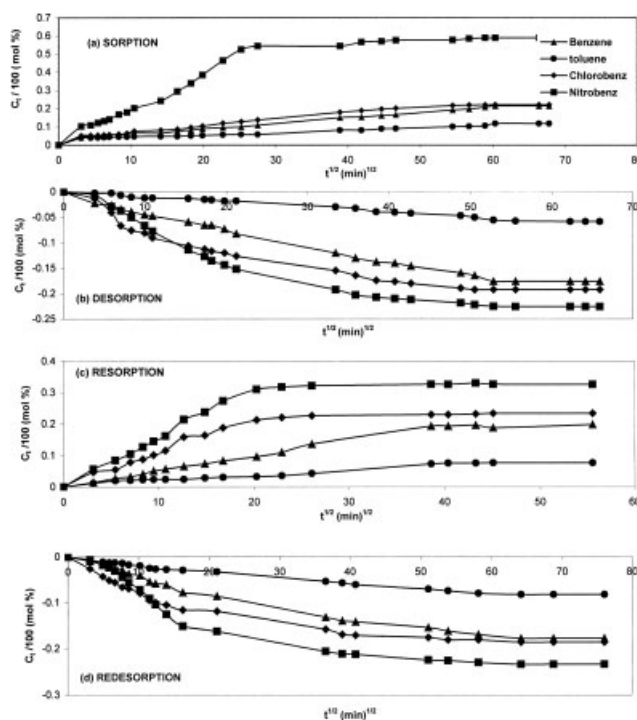 C_t / 100 (mol %)
0.7
0.6
0.5
0.4
0.3
0.2
0.1
0
(a) SORPTION
Benzene
toluene
Chlorobenz
Nitrobenz
0 10 20 30 40 50 60 70 80
t^1/2 (min)^1/2
C_t /100 (mol %)
0
-0.05
-0.1
-0.15
-0.2
-0.25
0 10 20 30 40 50 60 70
(b) DESORPTION
t^1/2 (min)^1/2
C_t /100 (mol %)
0.4
0.3
0.2
0.1
0
(c) RESORPTION
0 10 20 30 40 50 60
t^1/2 (min)^1/2
C_t /100 (mol %)
0
-0.1
-0.2
-0.3
0 10 20 30 40 50 60 70 80
(d) REDESORPTION
t^1/2 (min)^1/2